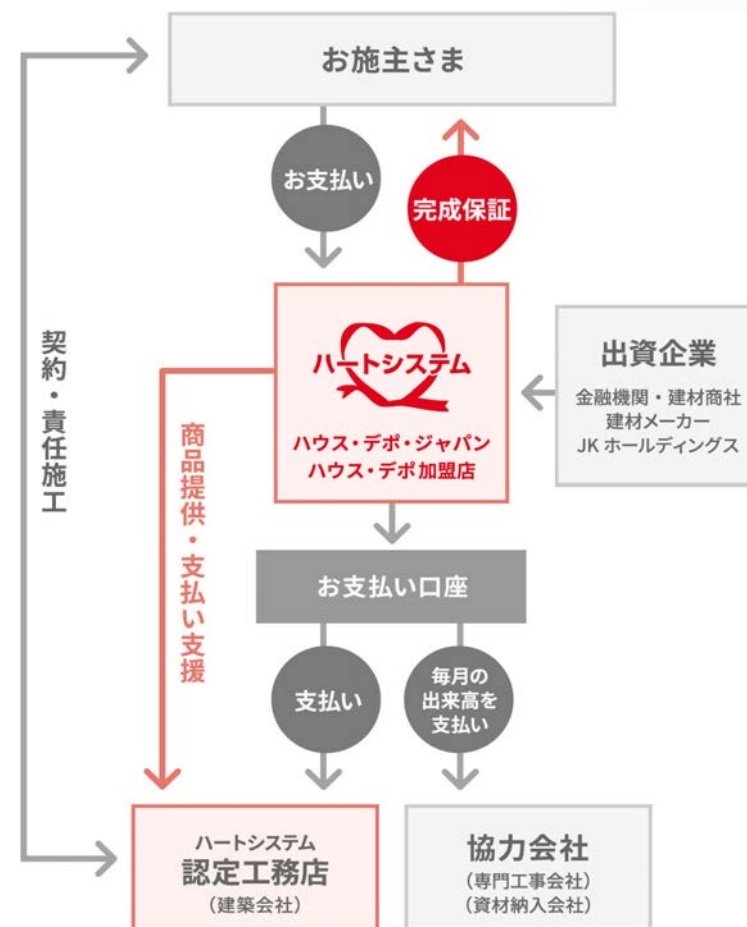 お施主さま
お支払い
完成保証
契約・責任施工
商品提供・支払い支援
ハートシステム
ハウス・デポ・ジャパン
ハウス・デポ加盟店
出資企業
金融機関・建材商社
建材メーカー
JKホールディングス
お支払い口座
支払い
毎月の
出来高を
支払い
ハートシステム
認定工務店
(建築会社)
協力会社
(専門工事会社)
(資材納入会社)